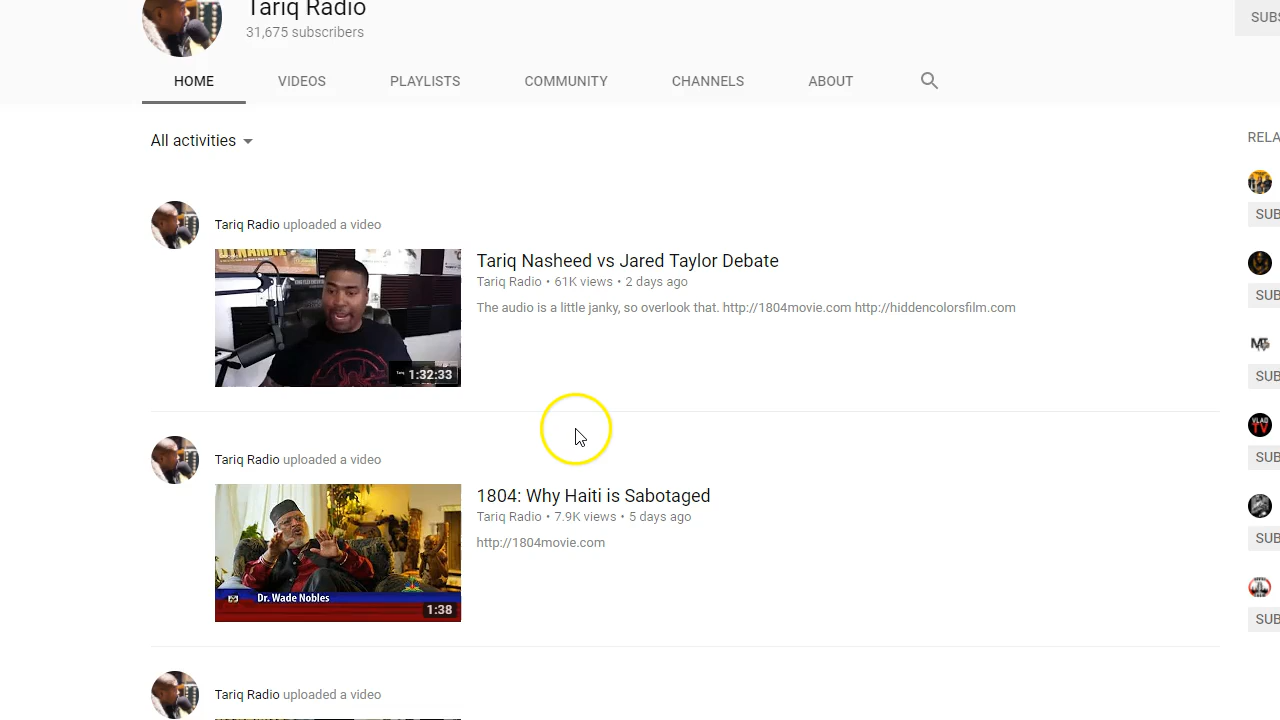 Tariq Radio
31,675 subscribers
SUBS
HOME VIDEOS PLAYLISTS COMMUNITY CHANNELS ABOUT
All activities
RELA
Tariq Radio uploaded a video
DYNAMITE
1:32:33
Tariq Nasheed vs Jared Taylor Debate
Tariq Radio • 61K views • 2 days ago
The audio is a little janky, so overlook that. http://1804movie.com http://hiddencolorsfilm.com
SUB
SUB
SUB
VLAD TV
SUB
SUB
SUB
Tariq Radio uploaded a video
Dr. Wade Nobles
1:38
1804: Why Haiti is Sabotaged
Tariq Radio • 7.9K views • 5 days ago
http://1804movie.com
Tariq Radio uploaded a video